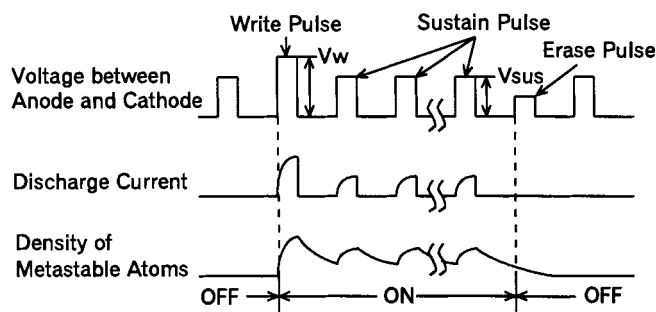 Write Pulse
Sustain Pulse
Erase Pulse
Vw
Vsus
Voltage between
Anode and Cathode
Discharge Current
Density of
Metastable Atoms
OFF
ON
OFF